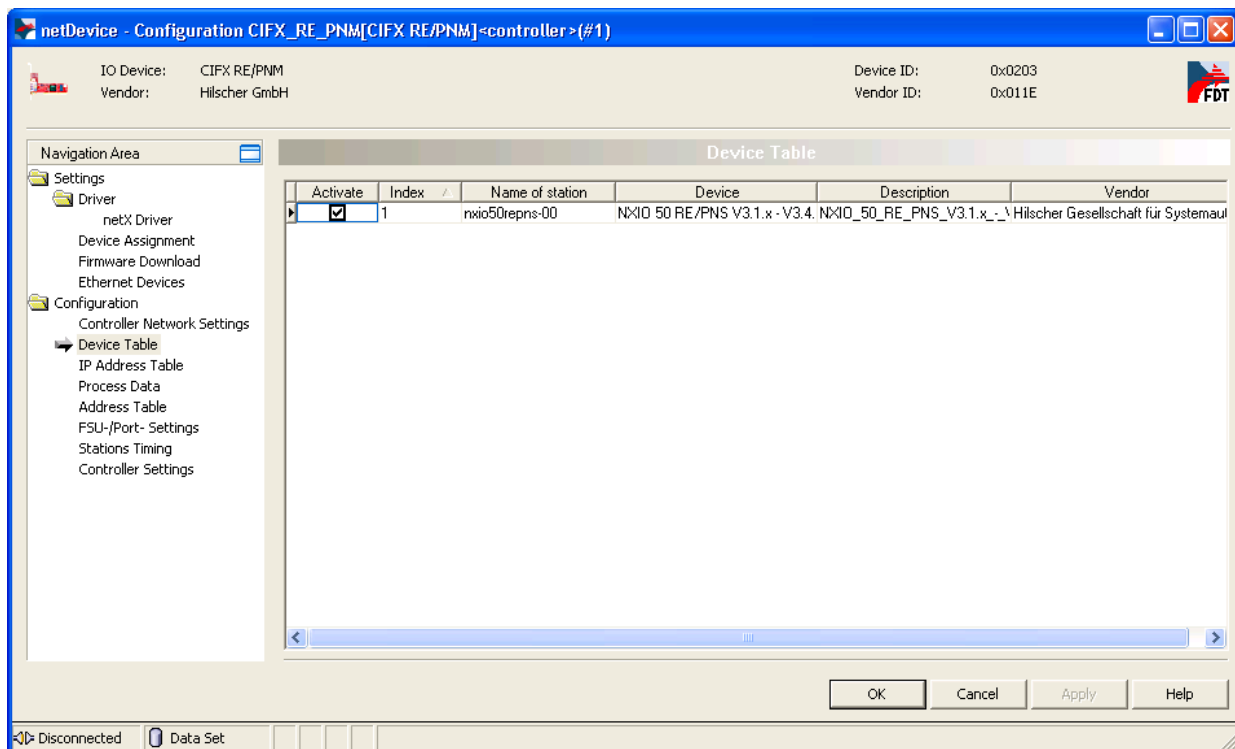 netDevice - Configuration CIFX_RE_PNM[CIFX RE/PNM]<controller>(#1)
IO Device: CIFX RE/PNM Device ID: 0x0203
Vendor: Hilscher GmbH Vendor ID: 0x011E
FDT
Navigation Area
Settings
Driver
netX Driver
Device Assignment
Firmware Download
Ethernet Devices
Configuration
Controller Network Settings
Device Table
IP Address Table
Process Data
Address Table
FSU-/Port- Settings
Stations Timing
Controller Settings
Device Table
Activate Index Name of station Device Description Vendor
1 nxio50repns-00 NXIO 50 RE/PNS V3.1.x - V3.4. NXIO_50_RE_PNS_V3.1.x_-_\ Hilscher Gesellschaft für Systemaut
OK Cancel Apply Help
Disconnected Data Set